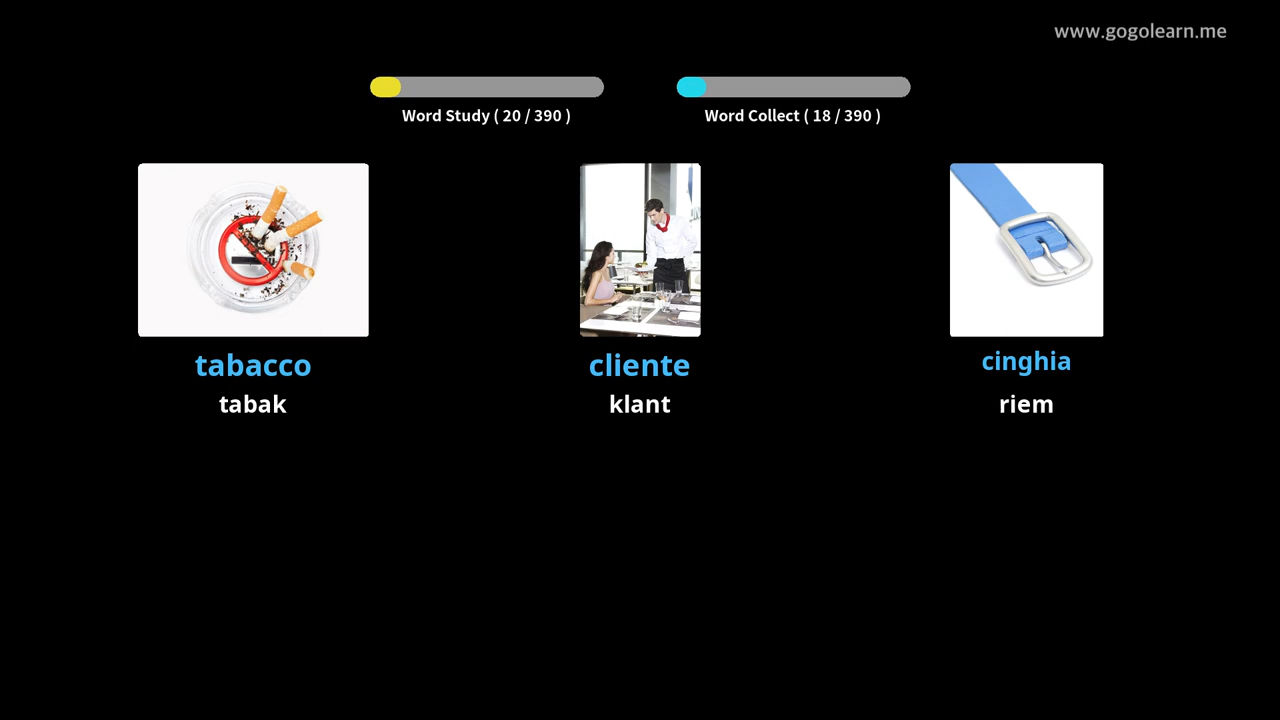 www.gogolearn.me
Word Study ( 20 / 390 )
Word Collect ( 18 / 390 )
tabacco
cliente
cinghia
tabak
klant
riem